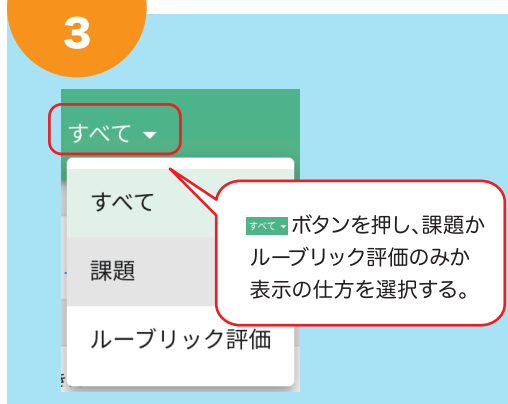 3
すべて
すべて
課題
ルーブリック評価
すべて ボタンを押し、課題か
ルーブリック評価のみか
表示の仕方を選択する。